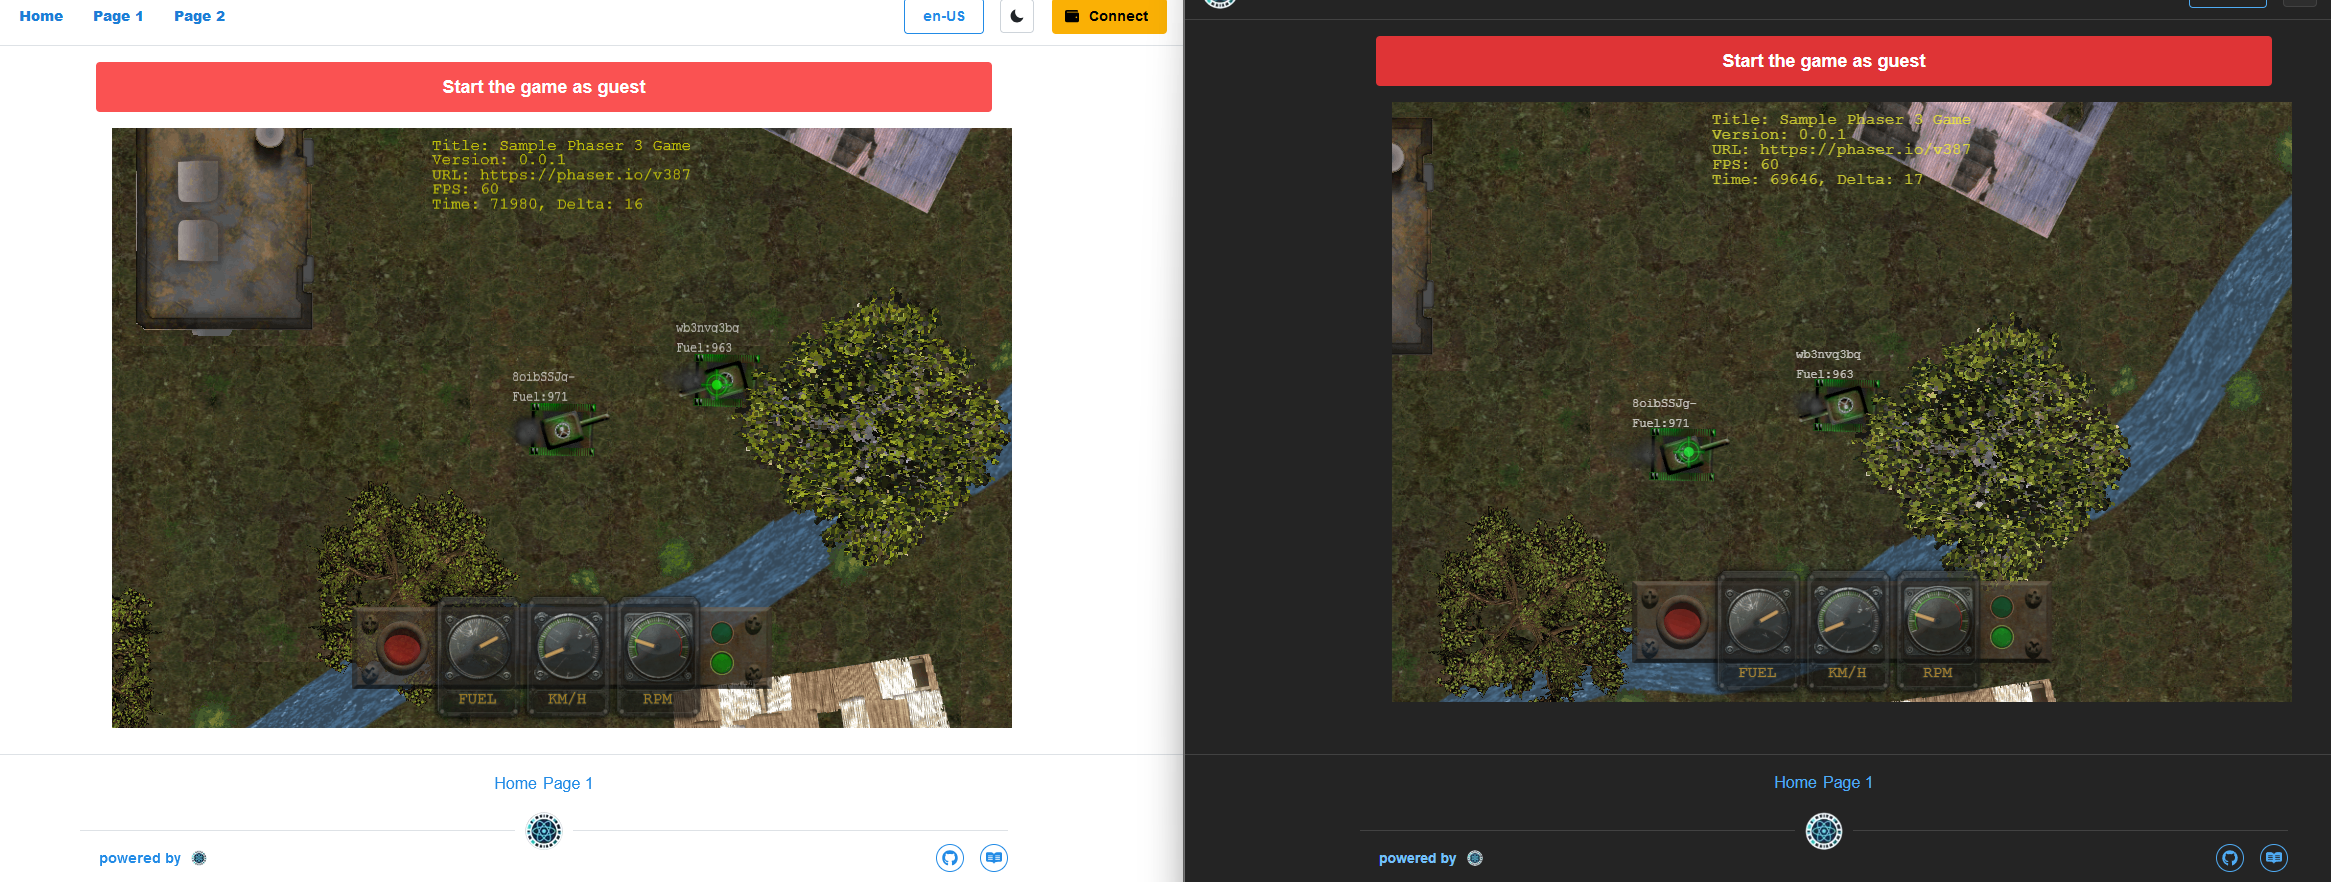 Home Page 1 Page 2
en-US
Connect
Start the game as guest
Title: Sample Phaser 3 Game
Version: 0.0.1
URL: https://phaser.io/v387
FPS: 60
Time: 71980, Delta: 16
wb3nvq3bq
Fuel:963
8oibSSJq-
Fuel:971
FUEL KM/H RPM
Home Page 1
powered by
Start the game as guest
Title: Sample Phaser 3 Game
Version: 0.0.1
URL: https://phaser.io/v387
FPS: 60
Time: 69646, Delta: 17
wb3nvq3bq
Fuel:963
8oibSSJg-
Fuel:971
FUEL KM/H RPM
Home Page 1
powered by